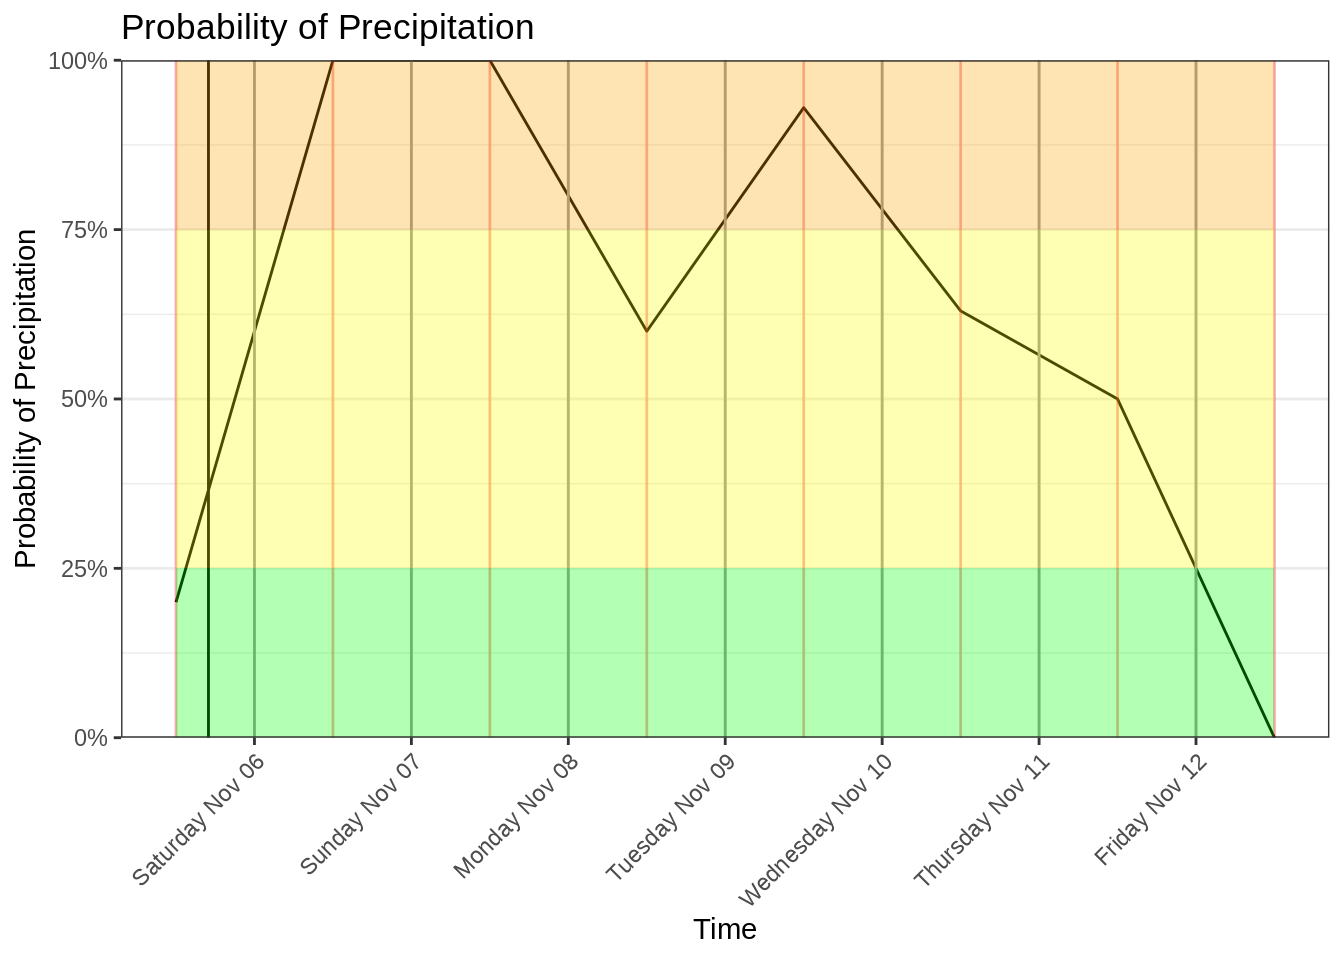 Probability of Precipitation
Probability of Precipitation
100%
75%
50%
25%
0%
Saturday Nov 06
Sunday Nov 07
Monday Nov 08
Tuesday Nov 09
Wednesday Nov 10
Thursday Nov 11
Friday Nov 12
Time